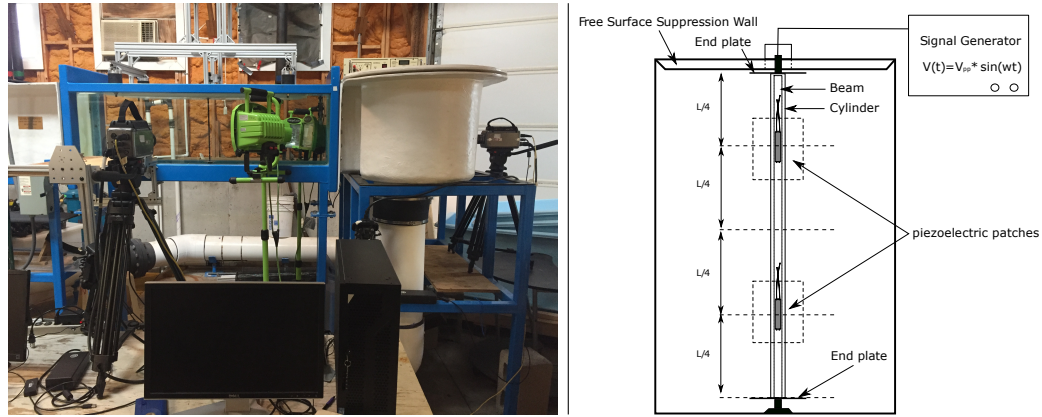 Free Surface Suppression Wall
End plate
Signal Generator
V(t)=Vpp* sin(wt)
Beam
Cylinder
L/4
L/4
piezoelectric patches
L/4
L/4
End plate